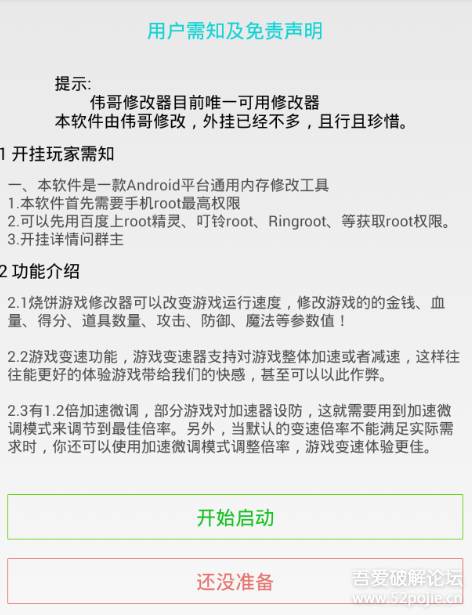 用户需知及免责声明
提示:
伟哥修改器目前唯一可用修改器
本软件由伟哥修改，外挂已经不多，且行且珍惜。
1 开挂玩家需知
一、本软件是一款Android平台通用内存修改工具
1.本软件首先需要手机root最高权限
2.可以先用百度上root精灵、叮铃root、Ringroot、等获取root权限。
3.开挂详情问群主
2 功能介绍
2.1烧饼游戏修改器可以改变游戏运行速度，修改游戏的的金钱、血
量、得分、道具数量、攻击、防御、魔法等参数值！
2.2游戏变速功能，游戏变速器支持对游戏整体加速或者减速，这样往
往能更好的体验游戏带给我们的快感，甚至可以以此作弊。
2.3有1.2倍加速微调，部分游戏对加速器设防，这就需要用到加速微
调模式来调节到最佳倍率。另外，当默认的变速倍率不能满足实际需
求时，你还可以使用加速微调模式调整倍率，游戏变速体验更佳。
开始启动
还没准备
吾爱破解论坛
www.52pojie.cn